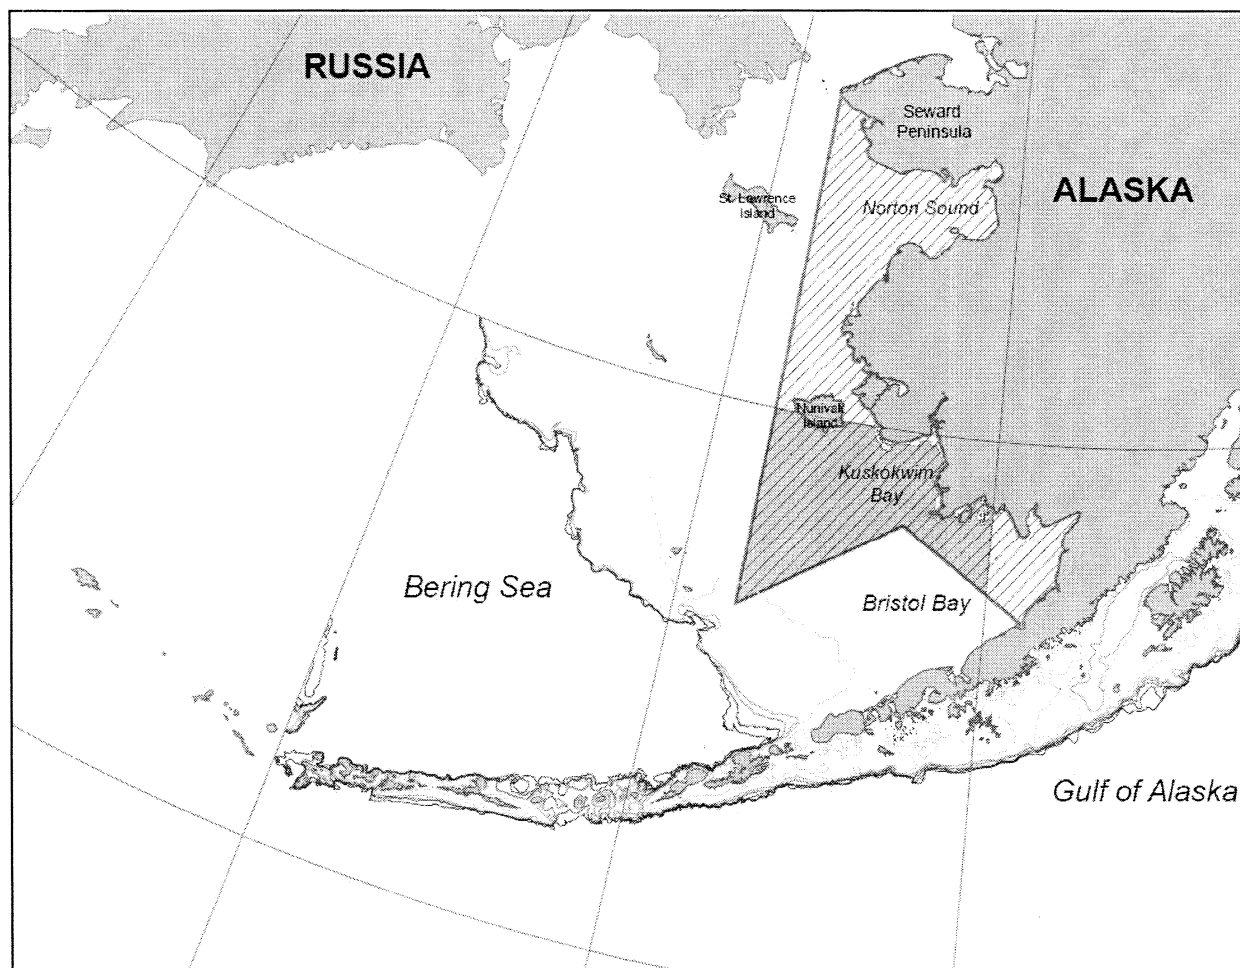 RUSSIA
Seward
Peninsula
ALASKA
St. Lawrence
Island
Norton Sound
Nunivak
Island
Kuskokwim
Bay
Bering Sea
Bristol Bay
Gulf of Alaska